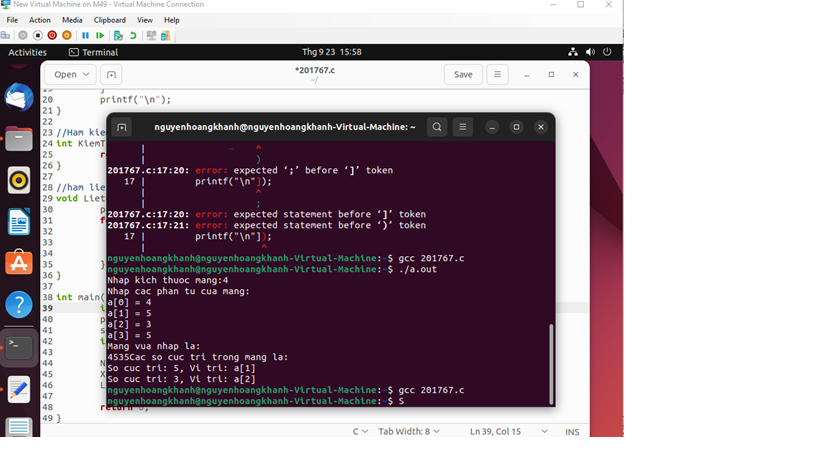 New Virtual Machine on M49 - Virtual Machine Connection
File Action Media Clipboard View Help
Activities Terminal Thg 9 23 15:58
Open *201767.c Save
~/
20 printf("\n");
21 }
22
23 //Ham kie
24 int KiemT
25
26 }
27
28 //ham lie
29 void Liet
30
31
32
33
34
35 }
36 }
37
38 int main(
39
40
41
42
43
44
45
46
47
48 return 0;
49 }
nguyenhoangkhanh@nguyenhoangkhanh-Virtual-Machine: ~
| ^
| )
201767.c:17:20: error: expected ‘;’ before ‘]’ token
17 | printf("\n"]);
| ^
| ;
201767.c:17:20: error: expected statement before ‘]’ token
201767.c:17:21: error: expected statement before ‘)’ token
17 | printf("\n"]);
| ^
nguyenhoangkhanh@nguyenhoangkhanh-Virtual-Machine:~$ gcc 201767.c
nguyenhoangkhanh@nguyenhoangkhanh-Virtual-Machine:~$ ./a.out
Nhap kich thuoc mang:4
Nhap cac phan tu cua mang:
a[0] = 4
a[1] = 5
a[2] = 3
a[3] = 5
Mang vua nhap la:
4535Cac so cuc tri trong mang la:
So cuc tri: 5, Vi tri: a[1]
So cuc tri: 3, Vi tri: a[2]
nguyenhoangkhanh@nguyenhoangkhanh-Virtual-Machine:~$ gcc 201767.c
nguyenhoangkhanh@nguyenhoangkhanh-Virtual-Machine:~$ S
C Tab Width: 8 Ln 39, Col 15 INS